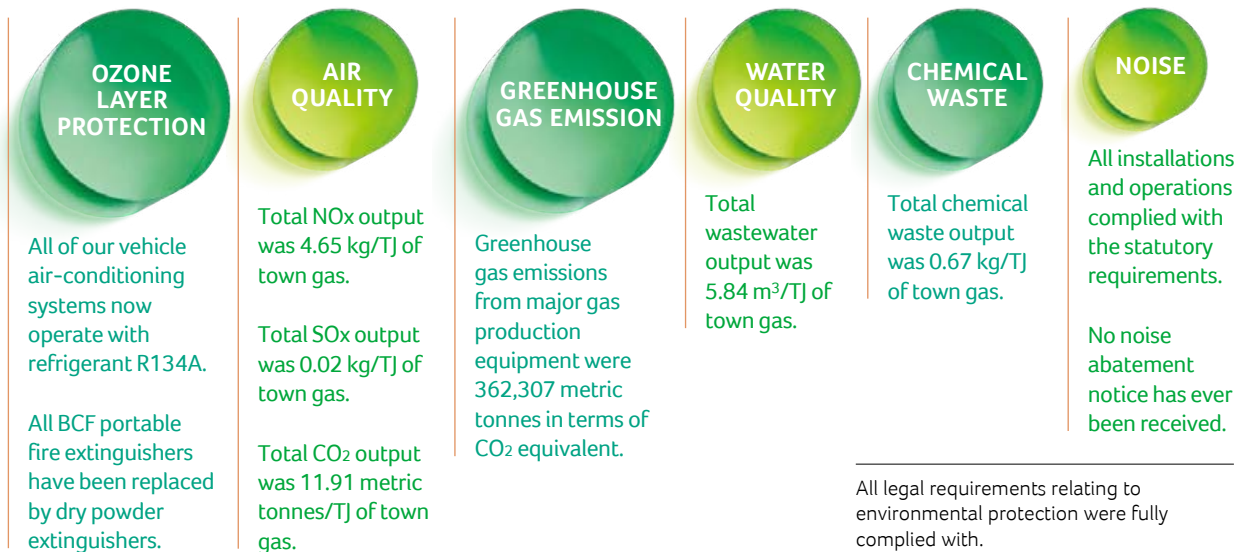 OZONE
LAYER
PROTECTION
All of our vehicle
air-conditioning
systems now
operate with
refrigerant R134A.
All BCF portable
fire extinguishers
have been replaced
by dry powder
extinguishers.
AIR
QUALITY
Total NOx output
was 4.65 kg/TJ of
town gas.
Total SOx output
was 0.02 kg/TJ of
town gas.
Total CO2 output
was 11.91 metric
tonnes/TJ of town
gas.
GREENHOUSE
GAS EMISSION
Greenhouse
gas emissions
from major gas
production
equipment were
362,307 metric
tonnes in terms of
CO2 equivalent.
WATER
QUALITY
Total
wastewater
output was
5.84 m³/TJ of
town gas.
CHEMICAL
WASTE
Total chemical
waste output
was 0.67 kg/TJ
of town gas.
NOISE
All installations
and operations
complied with
the statutory
requirements.
No noise
abatement
notice has ever
been received.
All legal requirements relating to
environmental protection were fully
complied with.